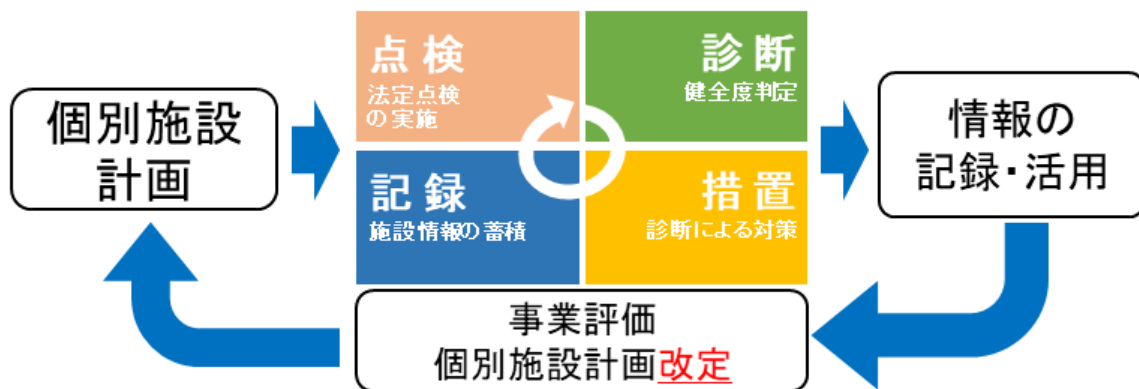 個別施設
計画
点検
法定点検
の実施
診断
健全度判定
記録
施設情報の蓄積
措置
診断による対策
情報の
記録・活用
事業評価
個別施設計画改定